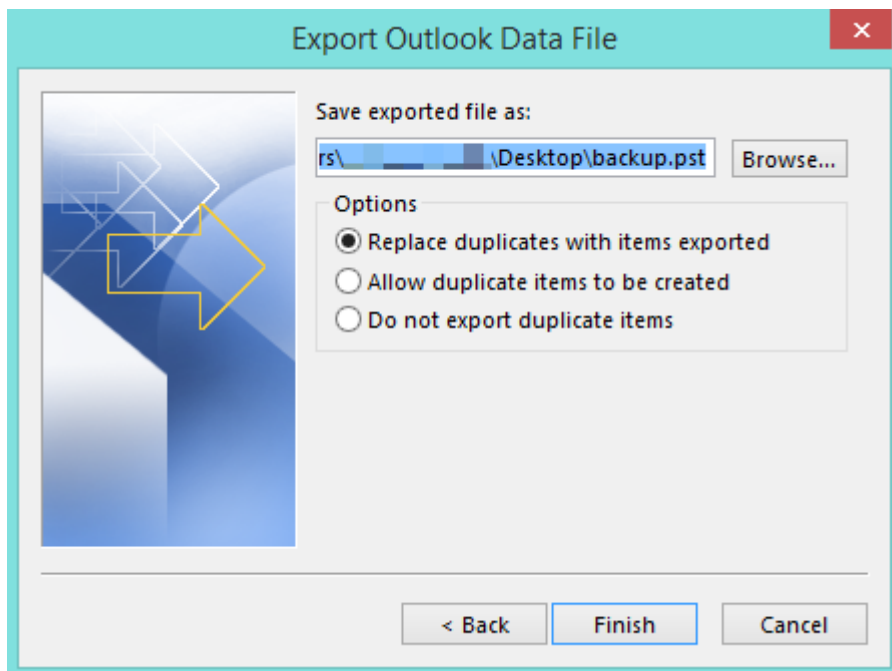 Export Outlook Data File
Save exported file as:
rs\ \Desktop\backup.pst
Browse...
Options
Replace duplicates with items exported
Allow duplicate items to be created
Do not export duplicate items
< Back
Finish
Cancel